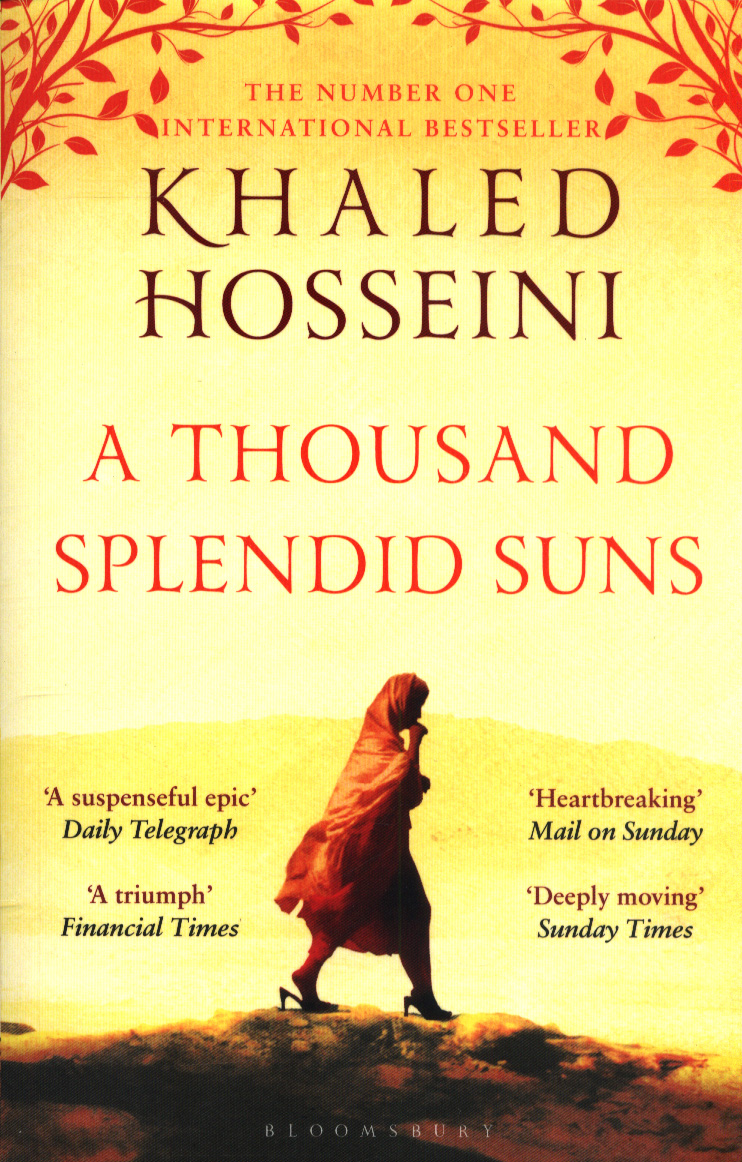 THE NUMBER ONE
INTERNATIONAL BESTSELLER
KHALED
HOSSEINI
A THOUSAND
SPLENDID SUNS
‘A suspenseful epic’
Daily Telegraph
‘A triumph’
Financial Times
‘Heartbreaking’
Mail on Sunday
‘Deeply moving’
Sunday Times
BLOOMSBURY